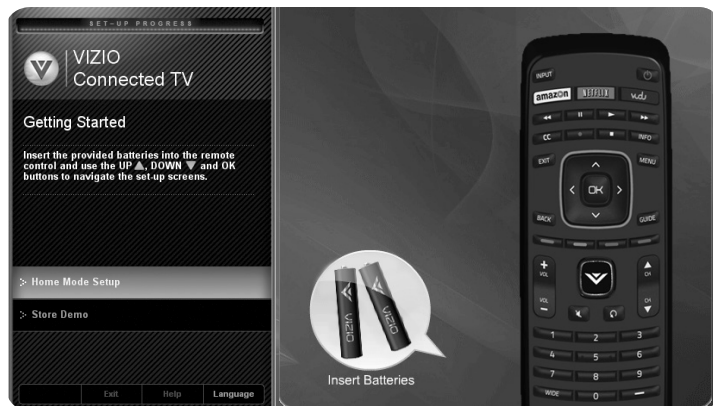 SET-UP PROGRESS
VIZIO
Connected TV
Getting Started
Insert the provided batteries into the remote
control and use the UP ▲, DOWN ▼ and OK
buttons to navigate the set-up screens.
> Home Mode Setup
> Store Demo
Exit Help Language
VIZIO
VIZIO
Insert Batteries
INPUT
amazon NETFLIX vudu
CC INFO
EXIT MENU
OK
BACK GUIDE
+ VOL CH
VOL - CH
1 2 3
4 5 6
7 8 9
WIDE 0 —